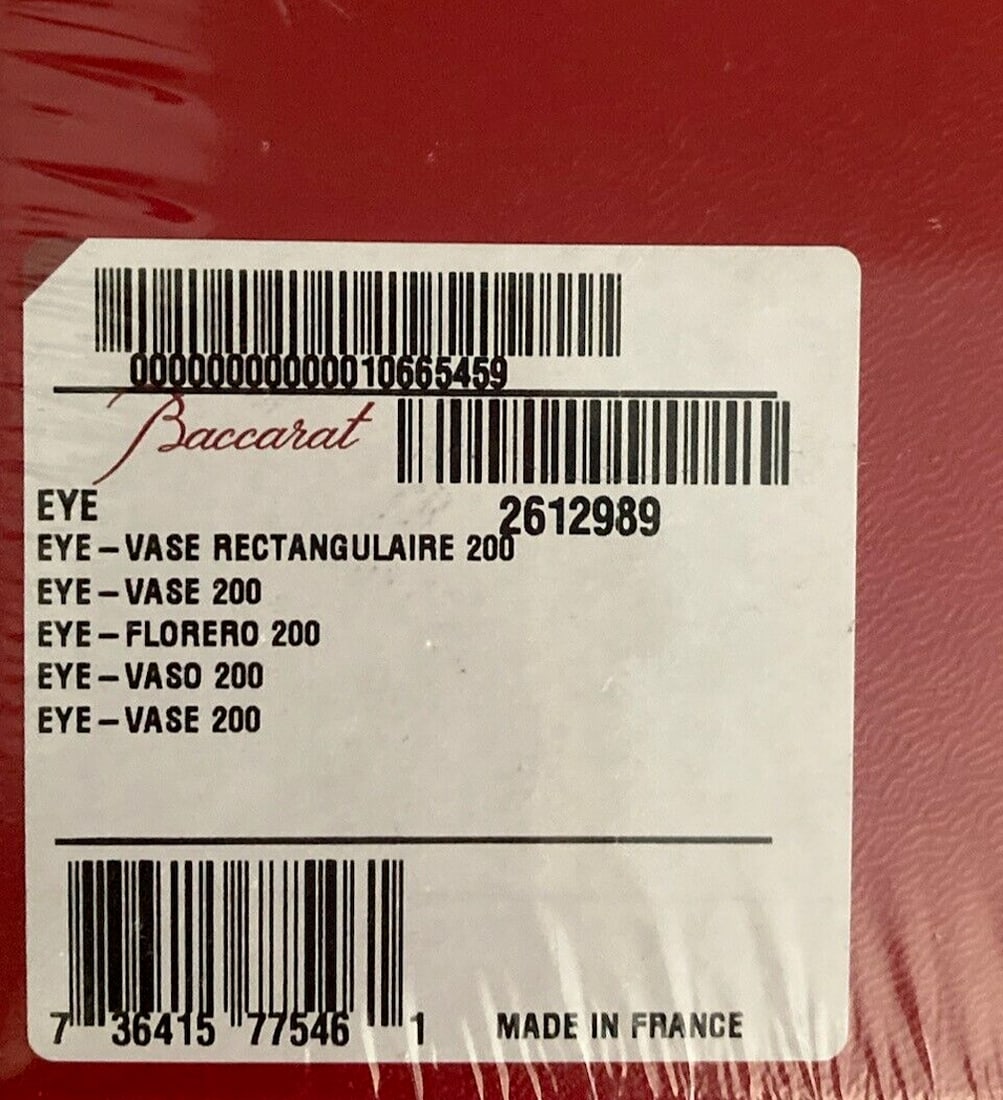 00000000000010665459
Baccarat
2612989
EYE
EYE-VASE RECTANGULAIRE 200
EYE-VASE 200
EYE-FLORERO 200
EYE-VASO 200
EYE-VASE 200
7 36415 77546 1
MADE IN FRANCE